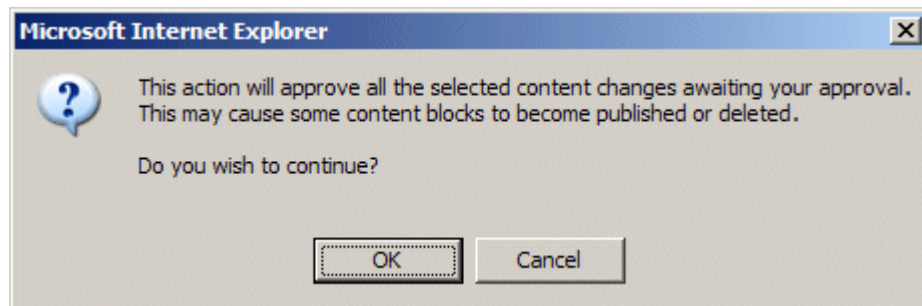 Microsoft Internet Explorer
This action will approve all the selected content changes awaiting your approval.
This may cause some content blocks to become published or deleted.
Do you wish to continue?
OK
Cancel